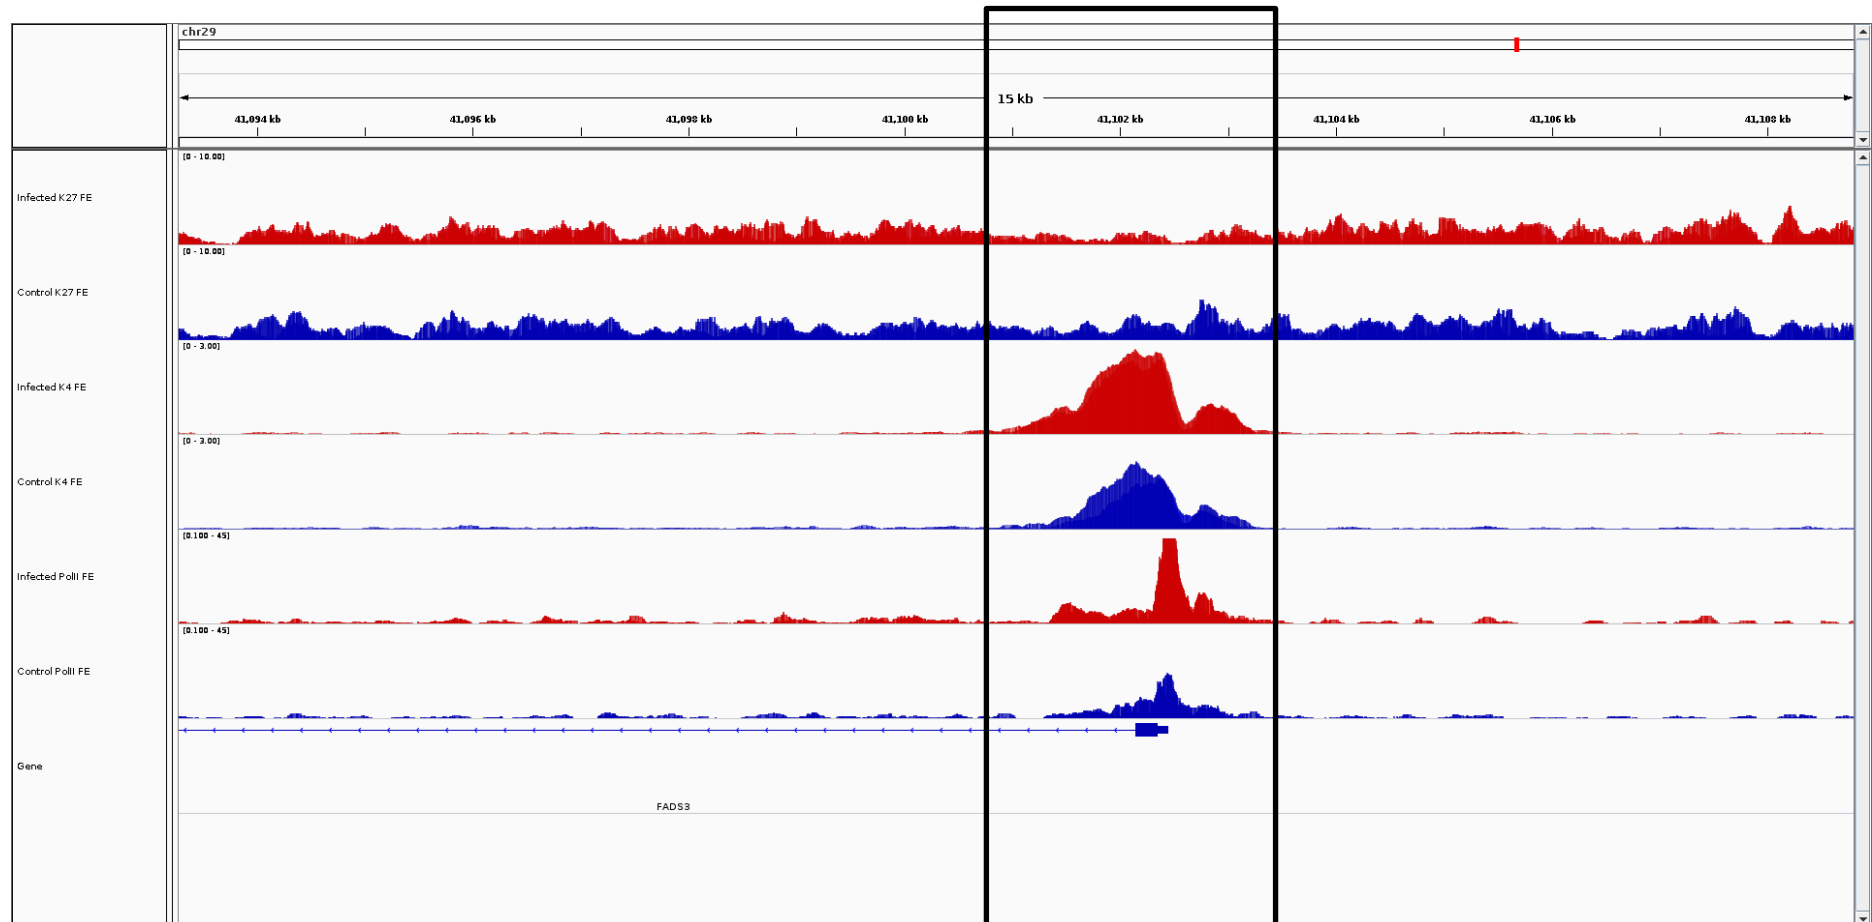 chr29
15 kb
41,094 kb 41,096 kb 41,098 kb 41,100 kb 41,102 kb 41,104 kb 41,106 kb 41,108 kb
[0 - 10.00]
Infected K27 FE
[0 - 10.00]
Control K27 FE
[0 - 3.00]
Infected K4 FE
[0 - 3.00]
Control K4 FE
[0.100 - 45]
Infected PolII FE
[0.100 - 45]
Control PolII FE
Gene
FADS3